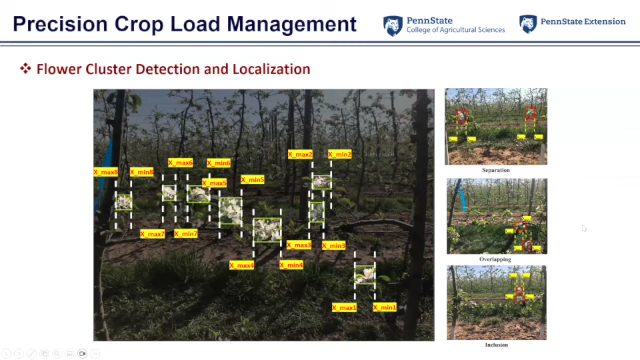 Precision Crop Load Management
PennState
College of Agricultural Sciences
PennState Extension
❖ Flower Cluster Detection and Localization
X_max8
X_min8
X_max6
X_min6
X_max5
X_min5
X_max2
X_min2
X_max7
X_min7
X_max4
X_min4
X_max3
X_min3
X_max1
X_min1
Separation
Overlapping
Inclusion